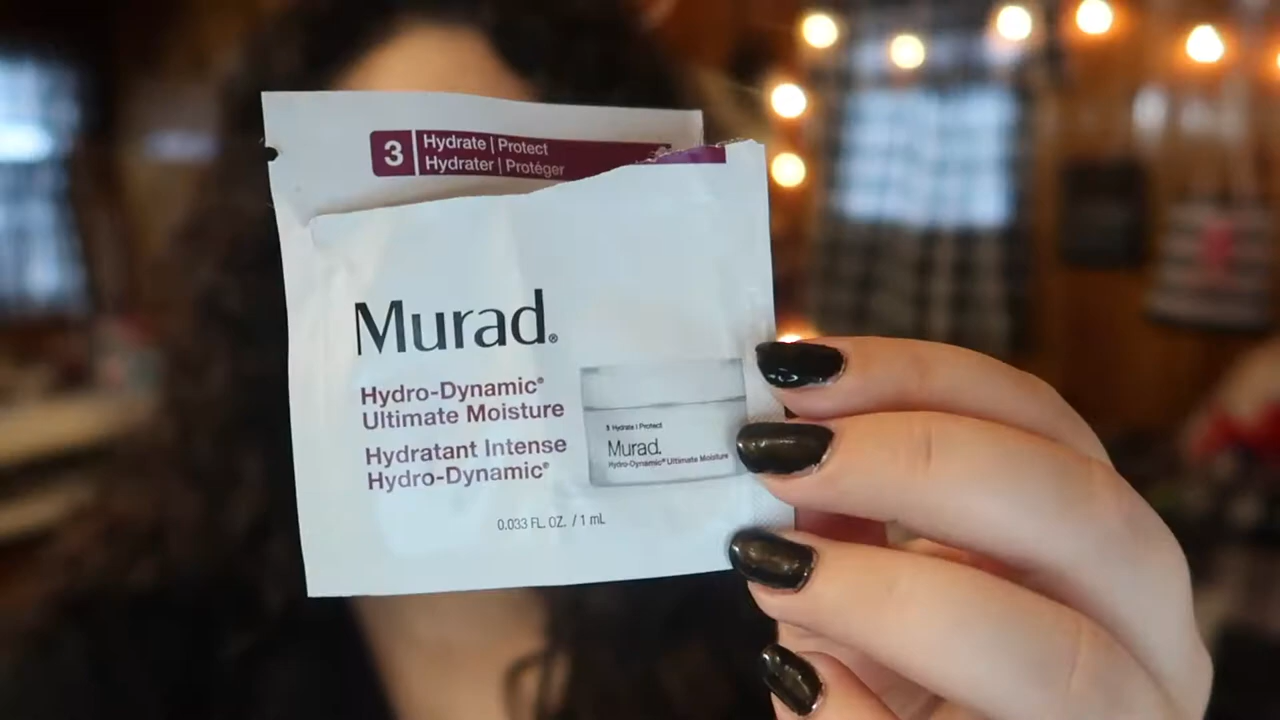 3 Hydrate | Protect
Hydrater | Protéger
Murad®
Hydro-Dynamic®
Ultimate Moisture
Hydratant Intense
Hydro-Dynamic®
3 Hydrate | Protect
Murad.
Hydro-Dynamic® Ultimate Moisture
0.033 FL. OZ. / 1 mL